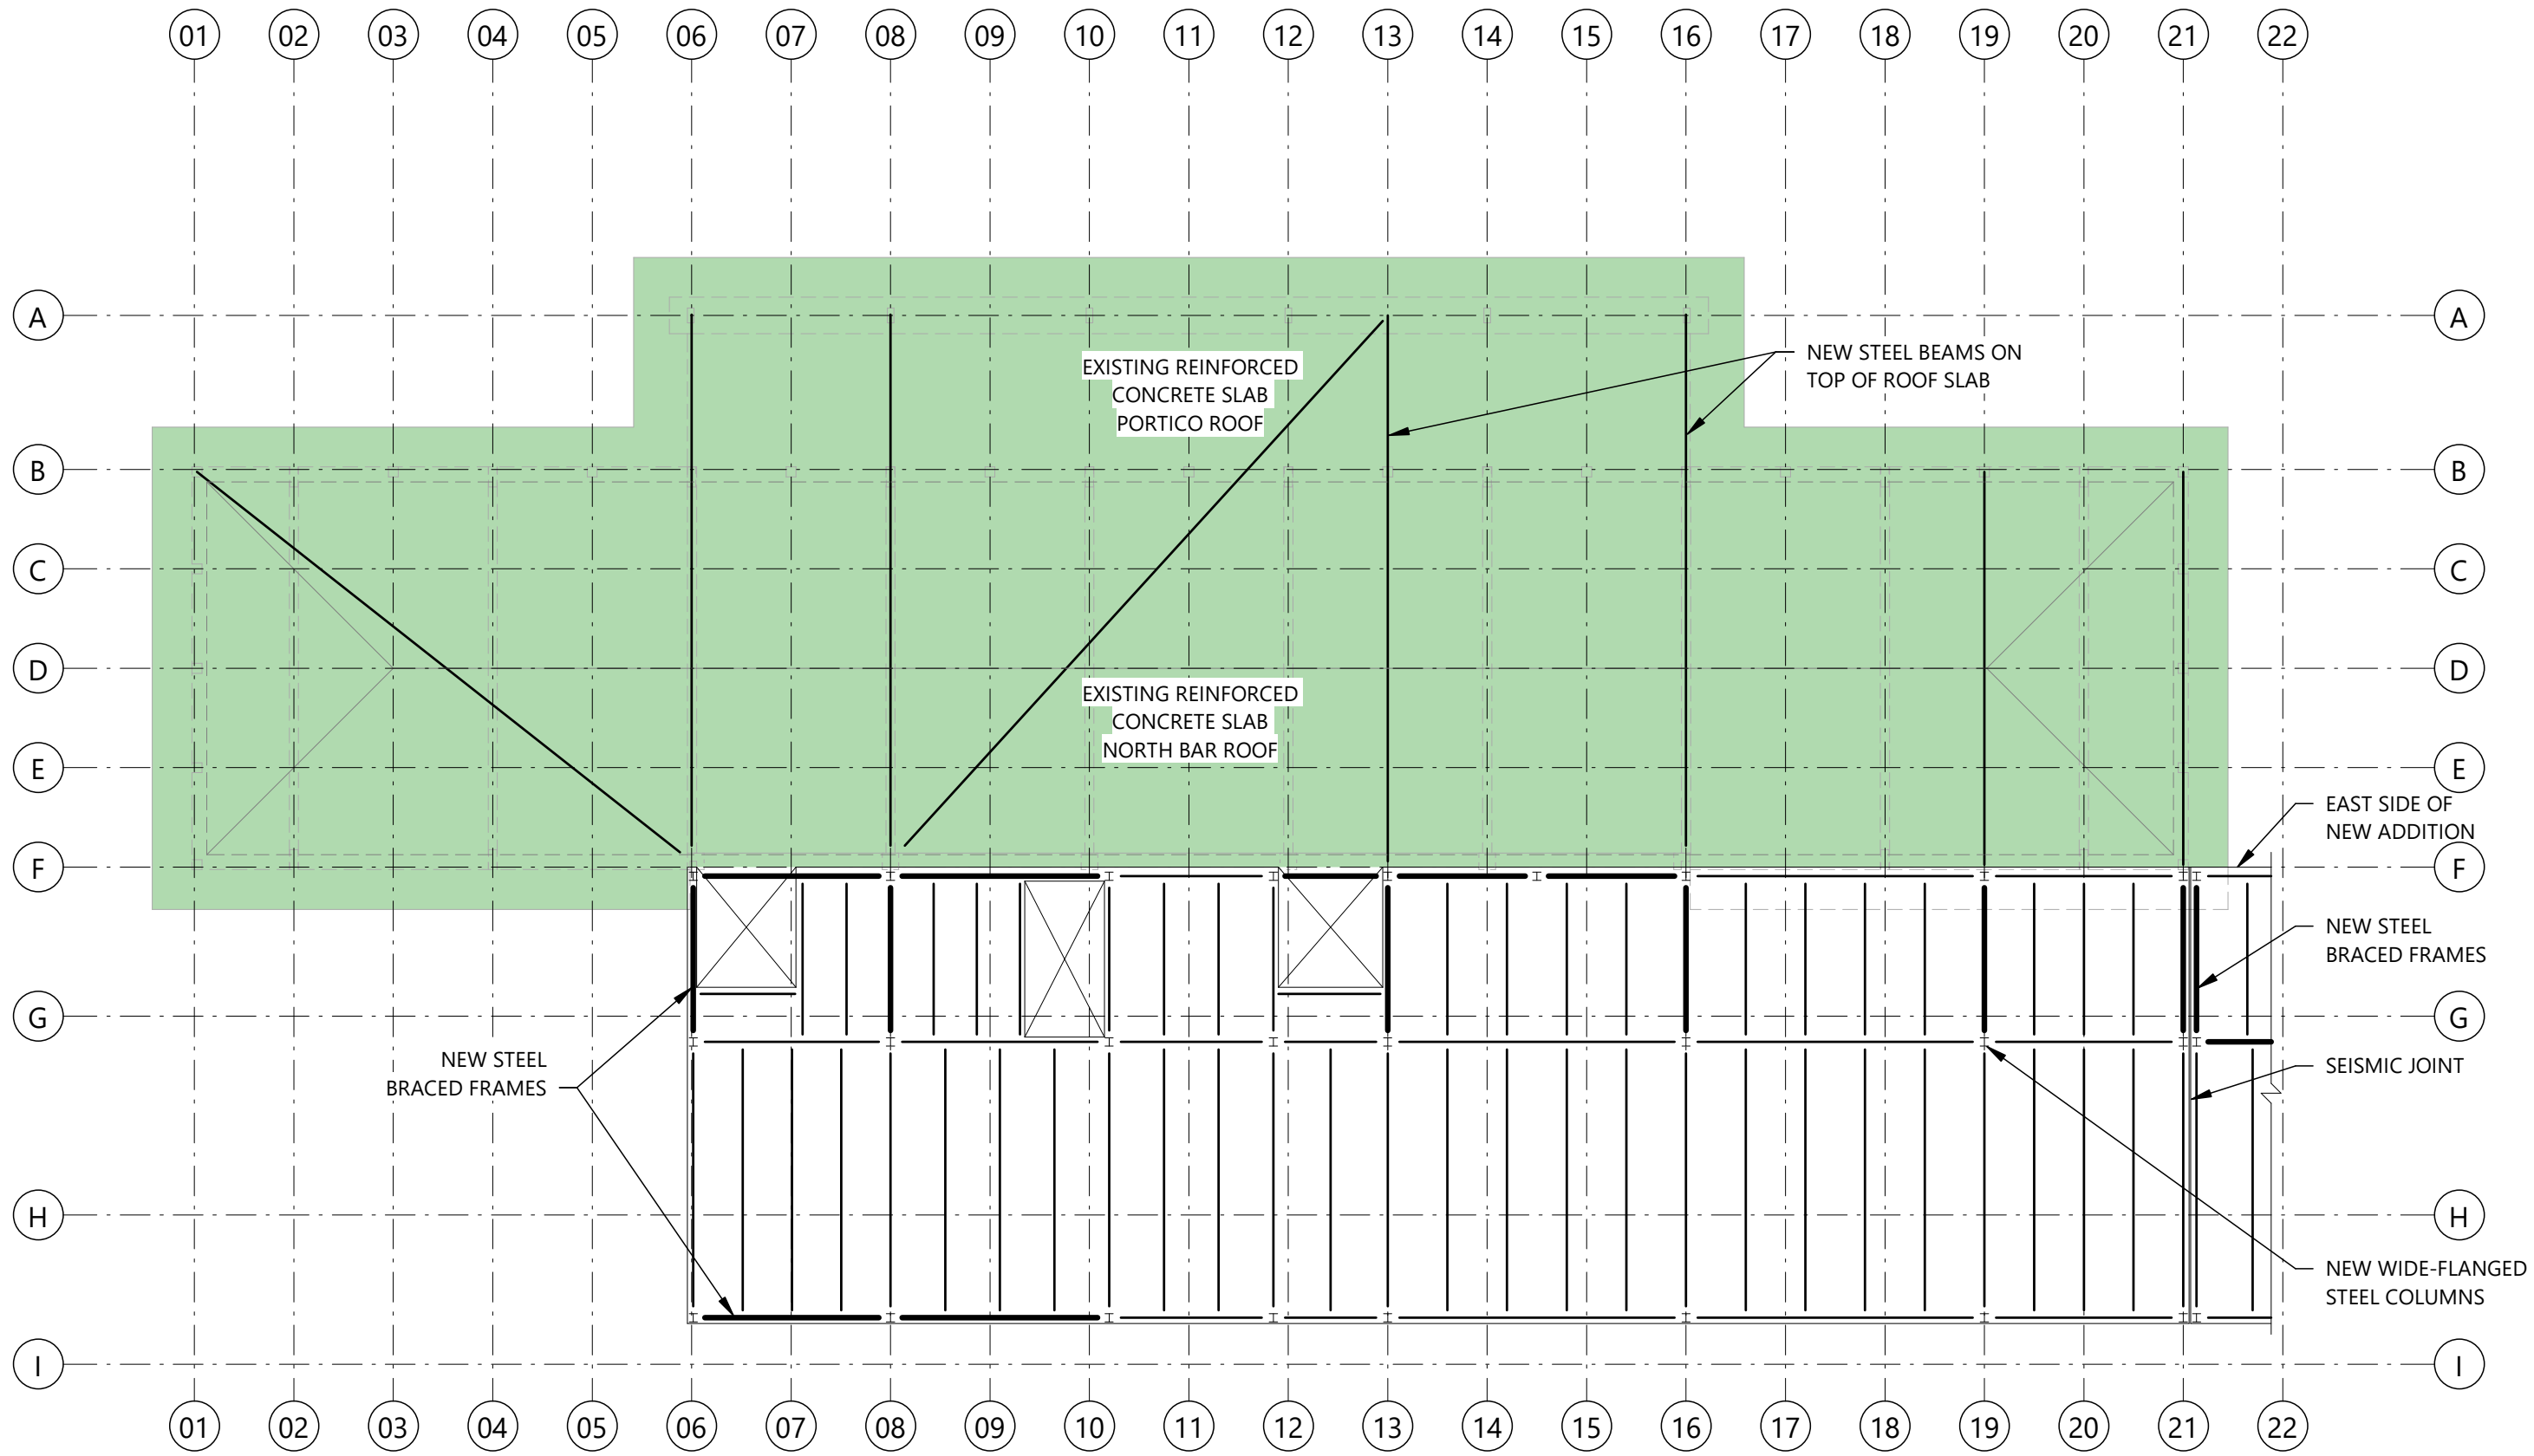 01 02 03 04 05 06 07 08 09 10 11 12 13 14 15 16 17 18 19 20 21 22
A A
EXISTING REINFORCED
CONCRETE SLAB
PORTICO ROOF
NEW STEEL BEAMS ON
TOP OF ROOF SLAB
B B
C C
D D
EXISTING REINFORCED
CONCRETE SLAB
NORTH BAR ROOF
E E
EAST SIDE OF
NEW ADDITION
F F
NEW STEEL
BRACED FRAMES
G G
NEW STEEL
BRACED FRAMES
SEISMIC JOINT
H H
NEW WIDE-FLANGED
STEEL COLUMNS
I I
01 02 03 04 05 06 07 08 09 10 11 12 13 14 15 16 17 18 19 20 21 22